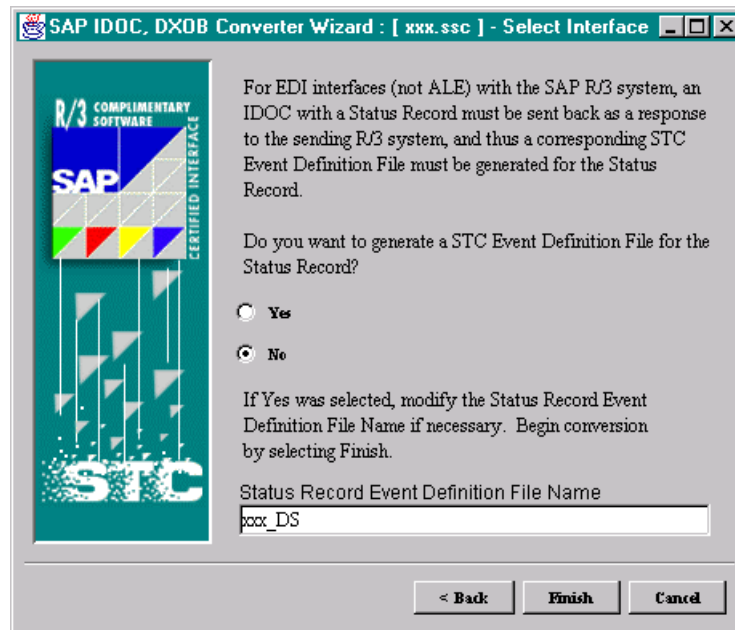 SAP IDOC, DXOB Converter Wizard : [ xxx.ssc ] - Select Interface
R/3 COMPLIMENTARY
SOFTWARE
SAP
CERTIFIED INTERFACE
STC
For EDI interfaces (not ALE) with the SAP R/3 system, an
IDOC with a Status Record must be sent back as a response
to the sending R/3 system, and thus a corresponding STC
Event Definition File must be generated for the Status
Record.
Do you want to generate a STC Event Definition File for the
Status Record?
Yes
No
If Yes was selected, modify the Status Record Event
Definition File Name if necessary. Begin conversion
by selecting Finish.
Status Record Event Definition File Name
xxx_DS
< Back
Finish
Cancel